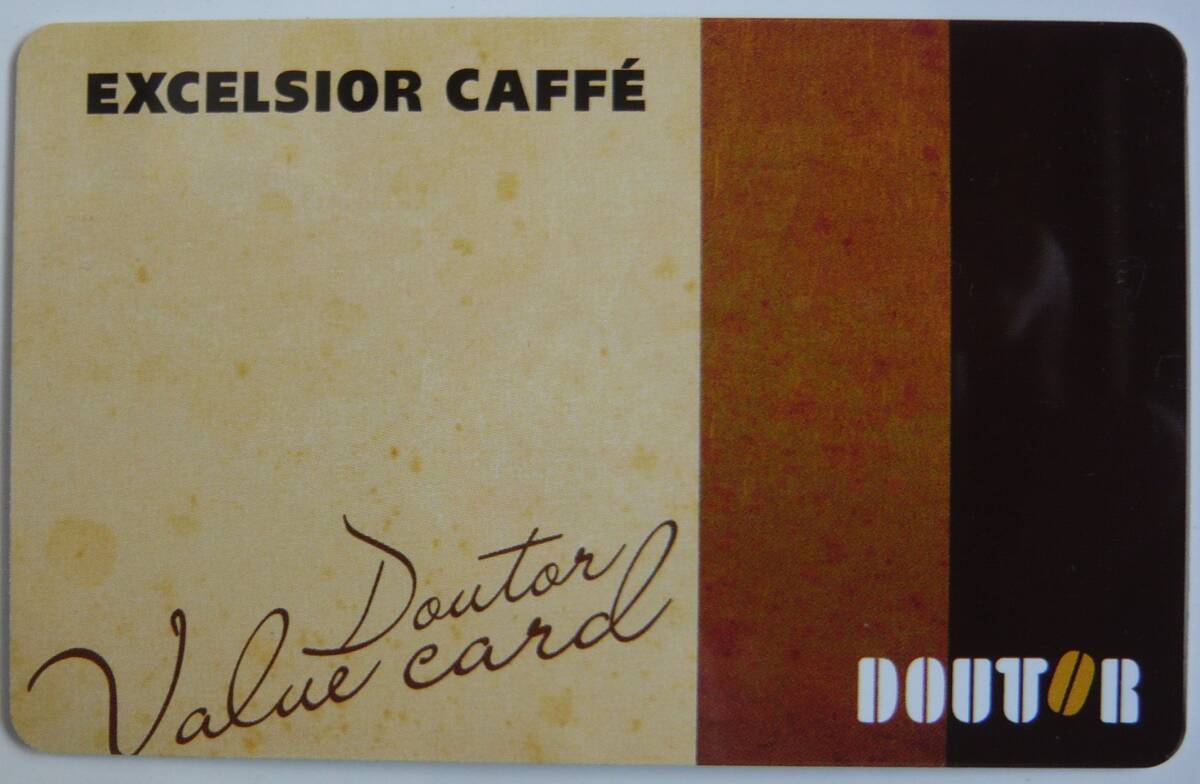 EXCELSIOR CAFFÉ
Doutor
Value card
DOUTOR